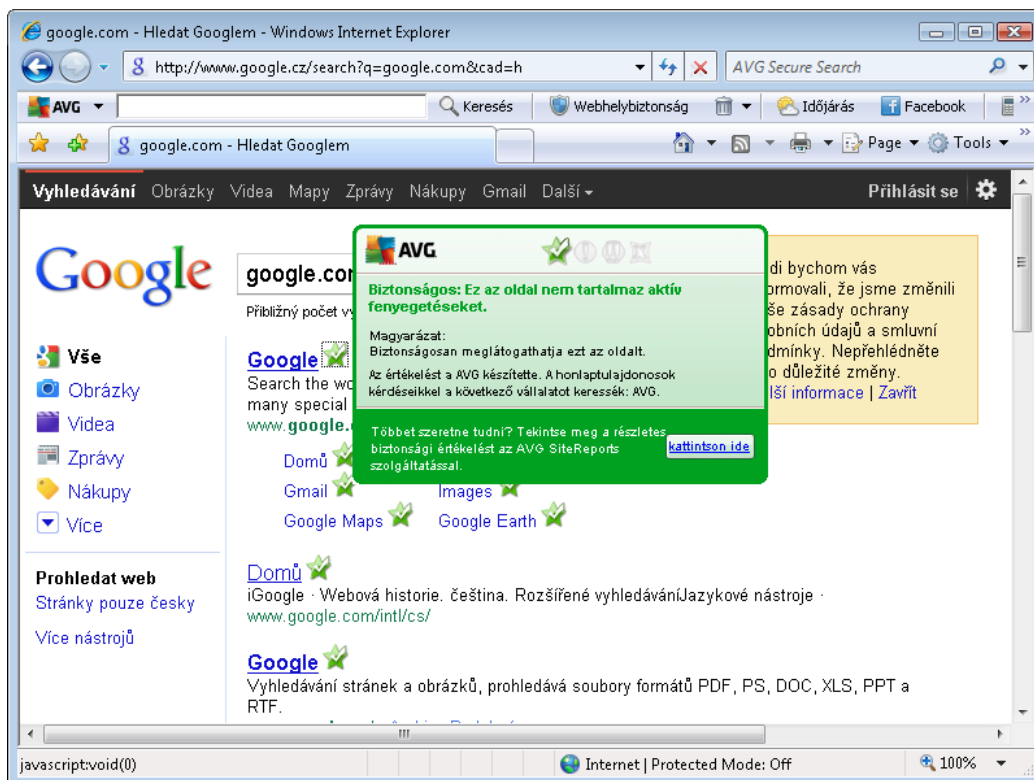 google.com - Hledat Googlem - Windows Internet Explorer
http://www.google.cz/search?q=google.com&cad=h
AVG Secure Search
AVG
Keresés
Webhelybiztonság
Időjárás
Facebook
google.com - Hledat Googlem
Page
Tools
Vyhledávání Obrázky Videa Mapy Zprávy Nákupy Gmail Další
Přihlásit se
Google
google.co
Přibližný počet v
AVG
Biztonságos: Ez az oldal nem tartalmaz aktív
fenyegetéseket.
Magyarázat:
Biztonságosan meglátogathatja ezt az oldalt.
Az értékelést a AVG készítette. A honlaptulajdonosok
kérdéseikkel a következő vállalatot keressék: AVG.
Többet szeretne tudni? Tekintse meg a részletes
biztonsági értékelést az AVG SiteReports
szolgáltatással.
kattintson ide
di bychom vás
ormovali, že jsme změnili
še zásady ochrany
obních údajů a smluvní
dmínky. Nepřehlédněte
o důležité změny.
lší informace | Zavřít
Vše
Obrázky
Videa
Zprávy
Nákupy
Více
Prohledat web
Stránky pouze česky
Více nástrojů
Google
Search the wo
many special
www.google.
Domů
Gmail
Images
Google Maps
Google Earth
Domů
iGoogle · Webová historie. čeština. Rozšířené vyhledáváníJazykové nástroje ·
www.google.com/intl/cs/
Google
Vyhledávání stránek a obrázků, prohledává soubory formátů PDF, PS, DOC, XLS, PPT a
RTF.
javascript:void(0)
Internet | Protected Mode: Off
100%